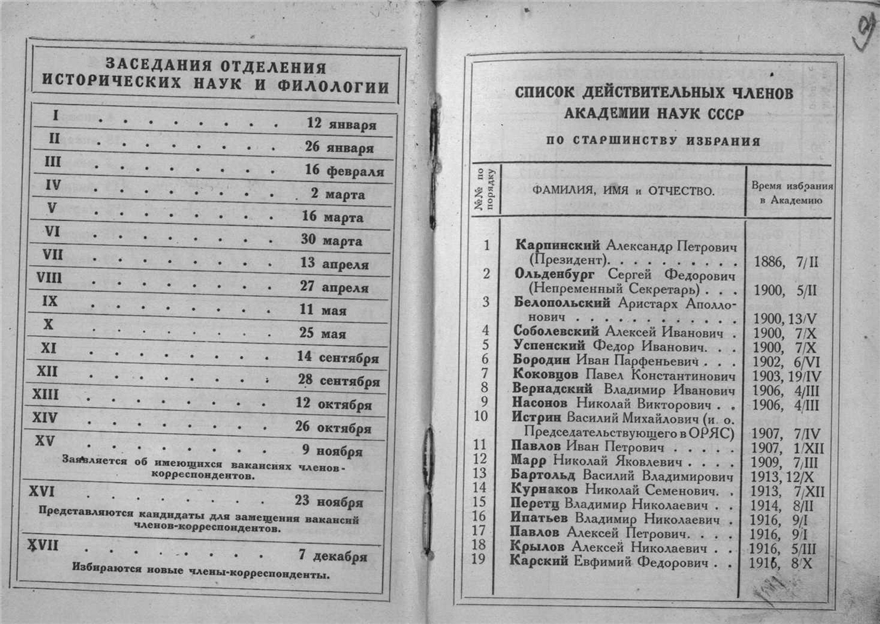 ЗАСЕДАНИЯ ОТДЕЛЕНИЯ
ИСТОРИЧЕСКИХ НАУК И ФИЛОЛОГИИ
I . . . . . . . . 12 января
II . . . . . . . . 26 января
III . . . . . . . . 16 февраля
IV . . . . . . . . 2 марта
V . . . . . . . . 16 марта
VI . . . . . . . . 30 марта
VII . . . . . . . . 13 апреля
VIII . . . . . . . . 27 апреля
IX . . . . . . . . 11 мая
X . . . . . . . . 25 мая
XI . . . . . . . . 14 сентября
XII . . . . . . . . 28 сентября
XIII . . . . . . . . 12 октября
XIV . . . . . . . . 26 октября
XV . . . . . . . . 9 ноября
Заявляется об имеющихся вакансиях членов-
корреспондентов.
XVI . . . . . . . . 23 ноября
Представляются кандидаты для замещения вакансий
членов-корреспондентов.
XVII . . . . . . . . 7 декабря
Избираются новые члены-корреспонденты.
СПИСОК ДЕЙСТВИТЕЛЬНЫХ ЧЛЕНОВ
АКАДЕМИИ НАУК СССР
ПО СТАРШИНСТВУ ИЗБРАНИЯ
№№ по порядку
ФАМИЛИЯ, ИМЯ и ОТЧЕСТВО.
Время избрания
в Академию
1 Карпинский Александр Петрович
(Президент). . . . . . . . . . 1886, 7/II
2 Ольденбург Сергей Федорович
(Непременный Секретарь) . . . 1900, 5/II
3 Белопольский Аристарх Аполло-
нович . . . . . . . . . . . . 1900, 13/V
4 Соболевский Алексей Иванович . 1900, 7/X
5 Успенский Федор Иванович. . . 1900, 7/X
6 Бородин Иван Парфеньевич . . . 1902, 6/VI
7 Коковцов Павел Константинович 1903, 19/IV
8 Вернадский Владимир Иванович 1906, 4/III
9 Насонов Николай Викторович . . 1906, 4/III
10 Истрин Василий Михайлович (и. о.
Председательствующего в ОРЯС) 1907, 7/IV
11 Павлов Иван Петрович . . . . . 1907, 1/XII
12 Марр Николай Яковлевич . . . . 1909, 7/III
13 Бартольд Василий Владимирович 1913, 12/X
14 Курнаков Николай Семенович. . 1913, 7/XII
15 Перетц Владимир Николаевич . . 1914, 8/II
16 Ипатьев Владимир Николаевич . 1916, 9/I
17 Павлов Алексей Петрович. . . . 1916, 9/I
18 Крылов Алексей Николаевич . . 1916, 5/III
19 Карский Евфимий Федорович . . 1916, 8/X